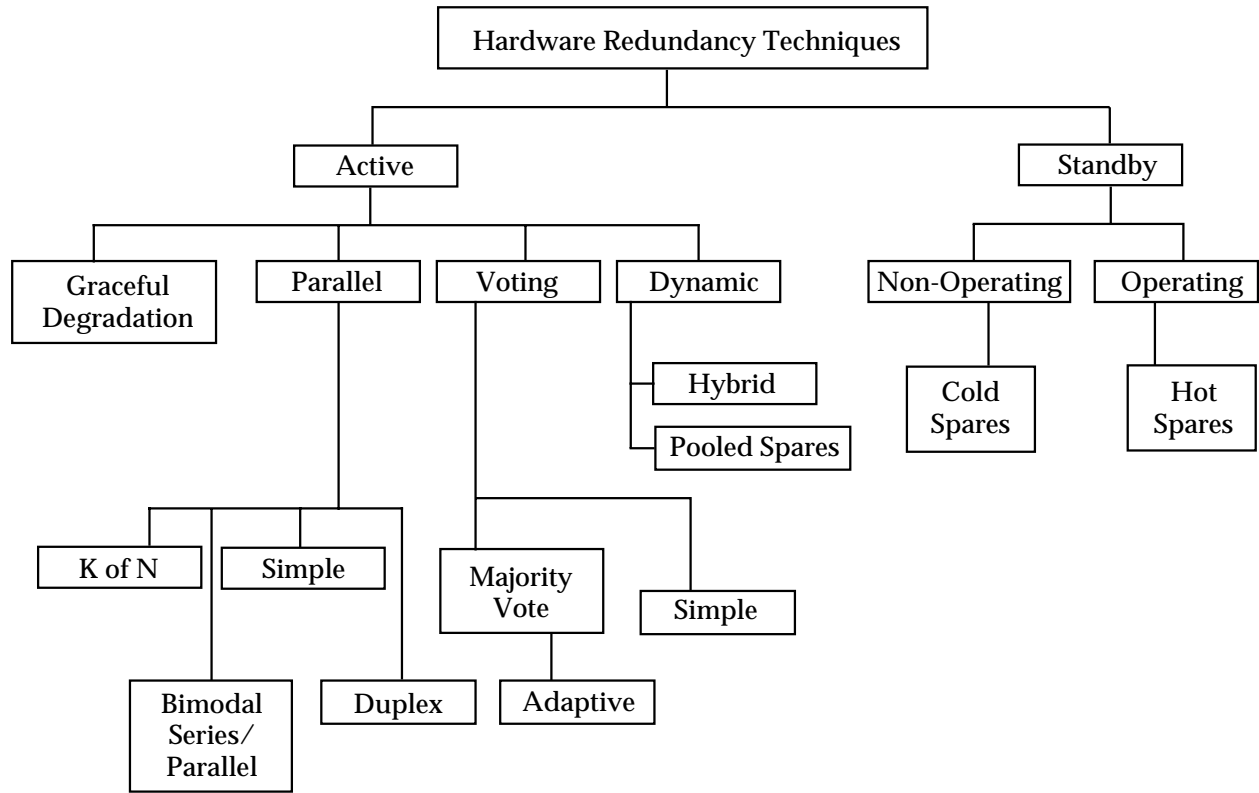 Hardware Redundancy Techniques
Active
Standby
Graceful
Degradation
Parallel
Voting
Dynamic
Non-Operating
Operating
Hybrid
Pooled Spares
Cold
Spares
Hot
Spares
K of N
Simple
Majority
Vote
Simple
Bimodal
Series/
Parallel
Duplex
Adaptive